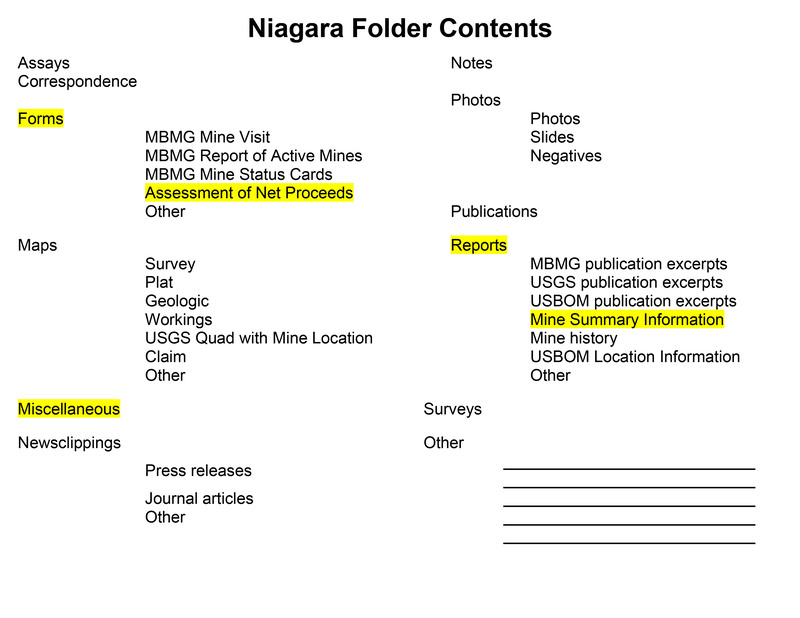 Niagara Folder Contents
Assays
Correspondence
Forms
MBMG Mine Visit
MBMG Report of Active Mines
MBMG Mine Status Cards
Assessment of Net Proceeds
Other
Maps
Survey
Plat
Geologic
Workings
USGS Quad with Mine Location
Claim
Other
Miscellaneous
Newsclippings
Press releases
Journal articles
Other
Notes
Photos
Photos
Slides
Negatives
Publications
Reports
MBMG publication excerpts
USGS publication excerpts
USBOM publication excerpts
Mine Summary Information
Mine history
USBOM Location Information
Other
Surveys
Other